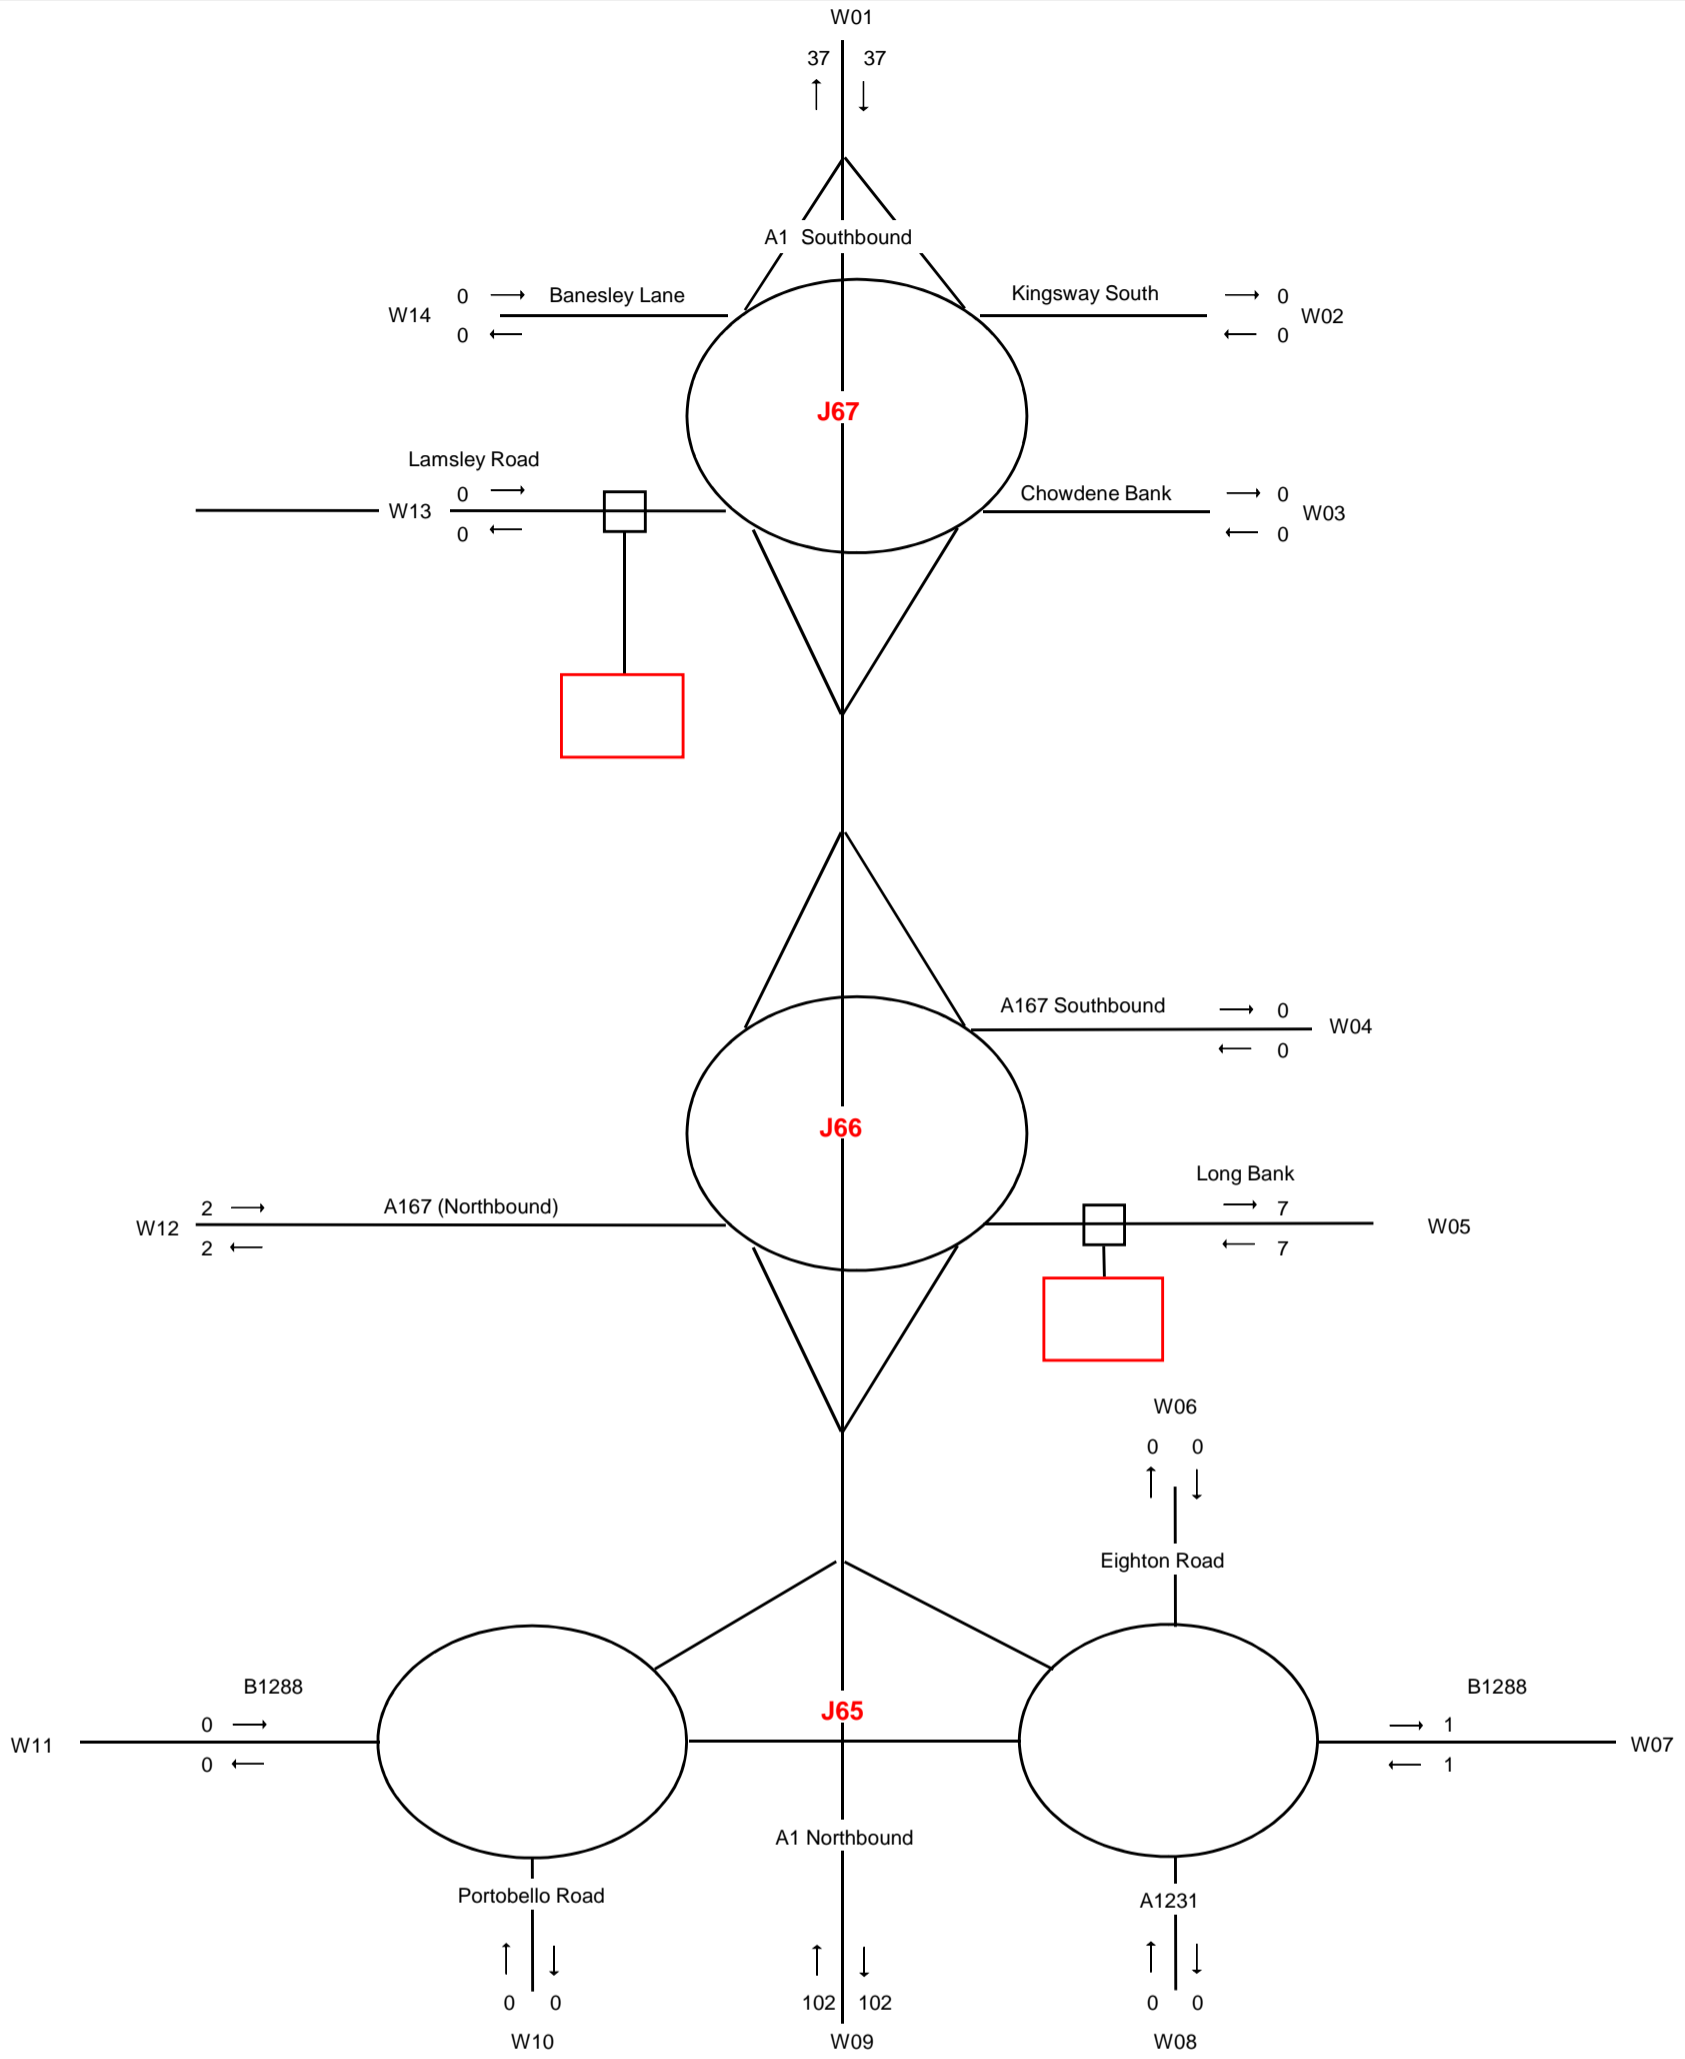 W01
37 37
A1 Southbound
0 Banesley Lane
W14
0
Kingsway South 0
W02
0
J67
Lamsley Road
0
W13
0
Chowdene Bank 0
W03
0
A167 Southbound 0
W04
0
J66
Long Bank
2 A167 (Northbound)
W12
2
7
W05
7
W06
0 0
Eighton Road
B1288
0
W11
0
J65
B1288
1
W07
1
A1 Northbound
Portobello Road
A1231
0 0
102 102
0 0
W10
W09
W08